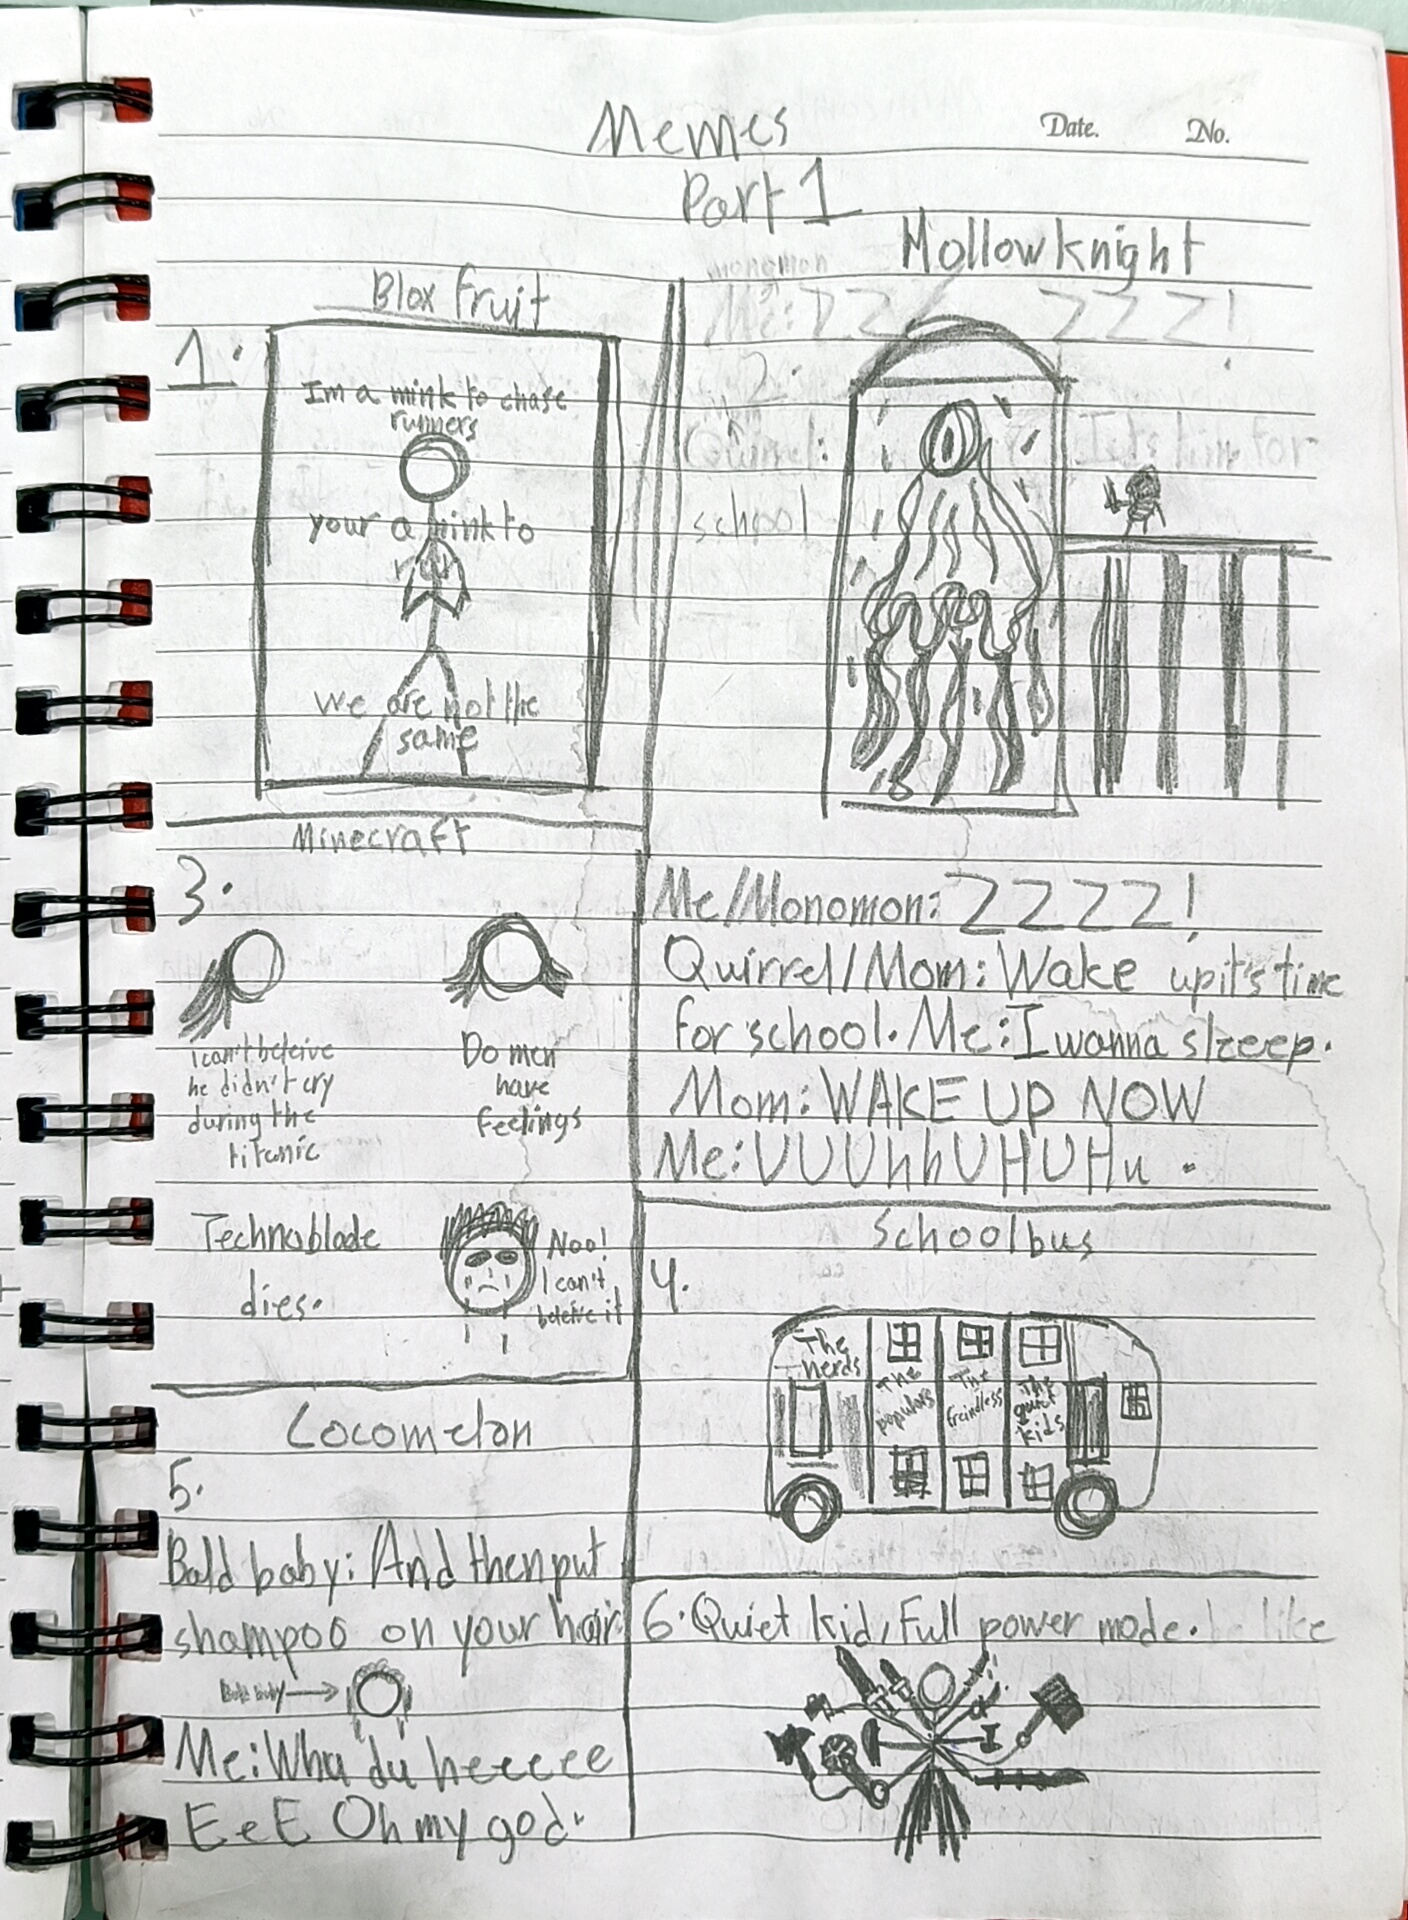 Memes
Date. No.
Part 1
Blox fruit
1.
I'm a mink to chase
runners
your a mink to
run
we are not the
same
Hollow knight
monomon
Me: ZZZ ZZZ!
2.
Quirrel: It's tim for
school
Me/Monomon: ZZZZ!
Quirrel/Mom: Wake up it's time
for school. Me: I wanna sleeep.
Mom: WAKE UP NOW
Me: UUUhhUHUHu.
Minecraft
3.
I can't beleive
he didn't cry
during the
titanic
Do men
have
feelings
Technoblade
dies.
Noo!
I can't
beleive it
Schoolbus
4.
The
nerds
The
populars
The
freindless
The
quiet
kids
Cocomelon
5.
Bald baby: And then put
shampoo on your hair
Bald baby
Me: Wha du heeeee
EeE Oh my god.
6. Quiet kid, Full power mode. be like